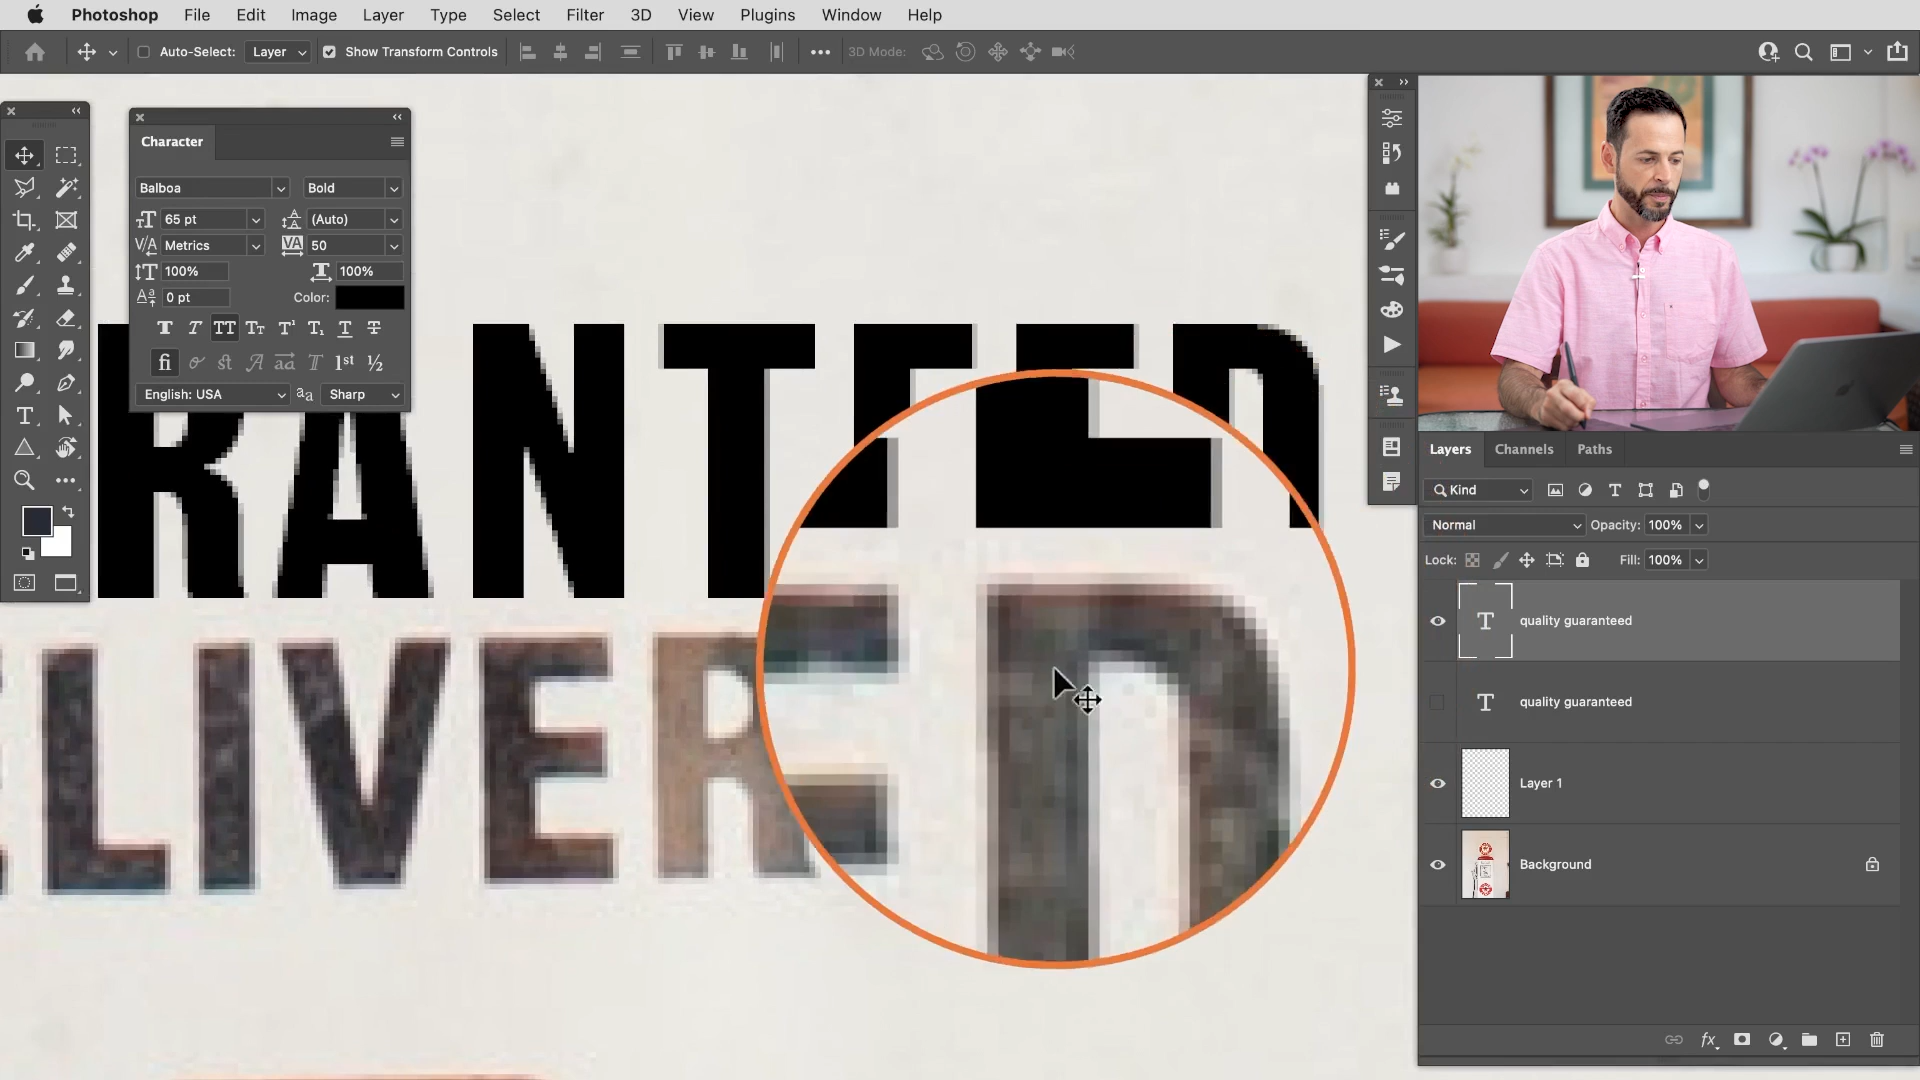 Photoshop File Edit Image Layer Type Select Filter 3D View Plugins Window Help
Auto-Select: Layer Show Transform Controls 3D Mode:
Character
Balboa Bold
65 pt (Auto)
Metrics 50
100% 100%
0 pt Color:
English: USA Sharp
RANTED
LIVERED
Layers Channels Paths
Kind
Normal Opacity: 100%
Lock: Fill: 100%
quality guaranteed
quality guaranteed
Layer 1
Background